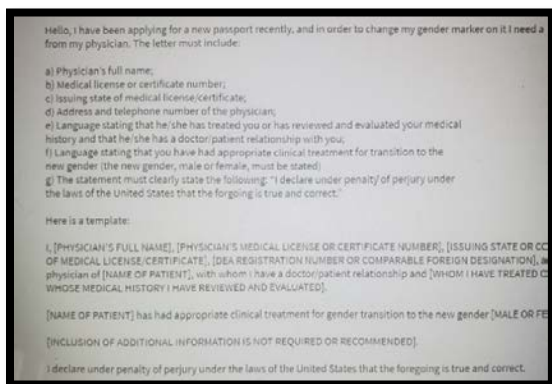 Hello, I have been applying for a new passport recently, and in order to change my gender marker on it I need a
from my physician. The letter must include:
a) Physician's full name;
b) Medical license or certificate number;
c) Issuing state of medical license/certificate;
d) Address and telephone number of the physician;
e) Language stating that he/she has treated you or has reviewed and evaluated your medical
history and that he/she has a doctor/patient relationship with you;
f) Language stating that you have had appropriate clinical treatment for transition to the
new gender (the new gender, male or female, must be stated)
g) The statement must clearly state the following: "I declare under penalty of perjury under
the laws of the United States that the forgoing is true and correct."
Here is a template:
I, [PHYSICIAN'S FULL NAME], [PHYSICIAN'S MEDICAL LICENSE OR CERTIFICATE NUMBER], [ISSUING STATE OR
OF MEDICAL LICENSE/CERTIFICATE], [DEA REGISTRATION NUMBER OR COMPARABLE FOREIGN DESIGNATION],
physician of [NAME OF PATIENT], with whom I have a doctor/patient relationship and [WHOM I HAVE TREATED
WHOSE MEDICAL HISTORY I HAVE REVIEWED AND EVALUATED].
[NAME OF PATIENT] has had appropriate clinical treatment for gender transition to the new gender [MALE OR
[INCLUSION OF ADDITIONAL INFORMATION IS NOT REQUIRED OR RECOMMENDED].
I declare under penalty of perjury under the laws of the United States that the foregoing is true and correct.